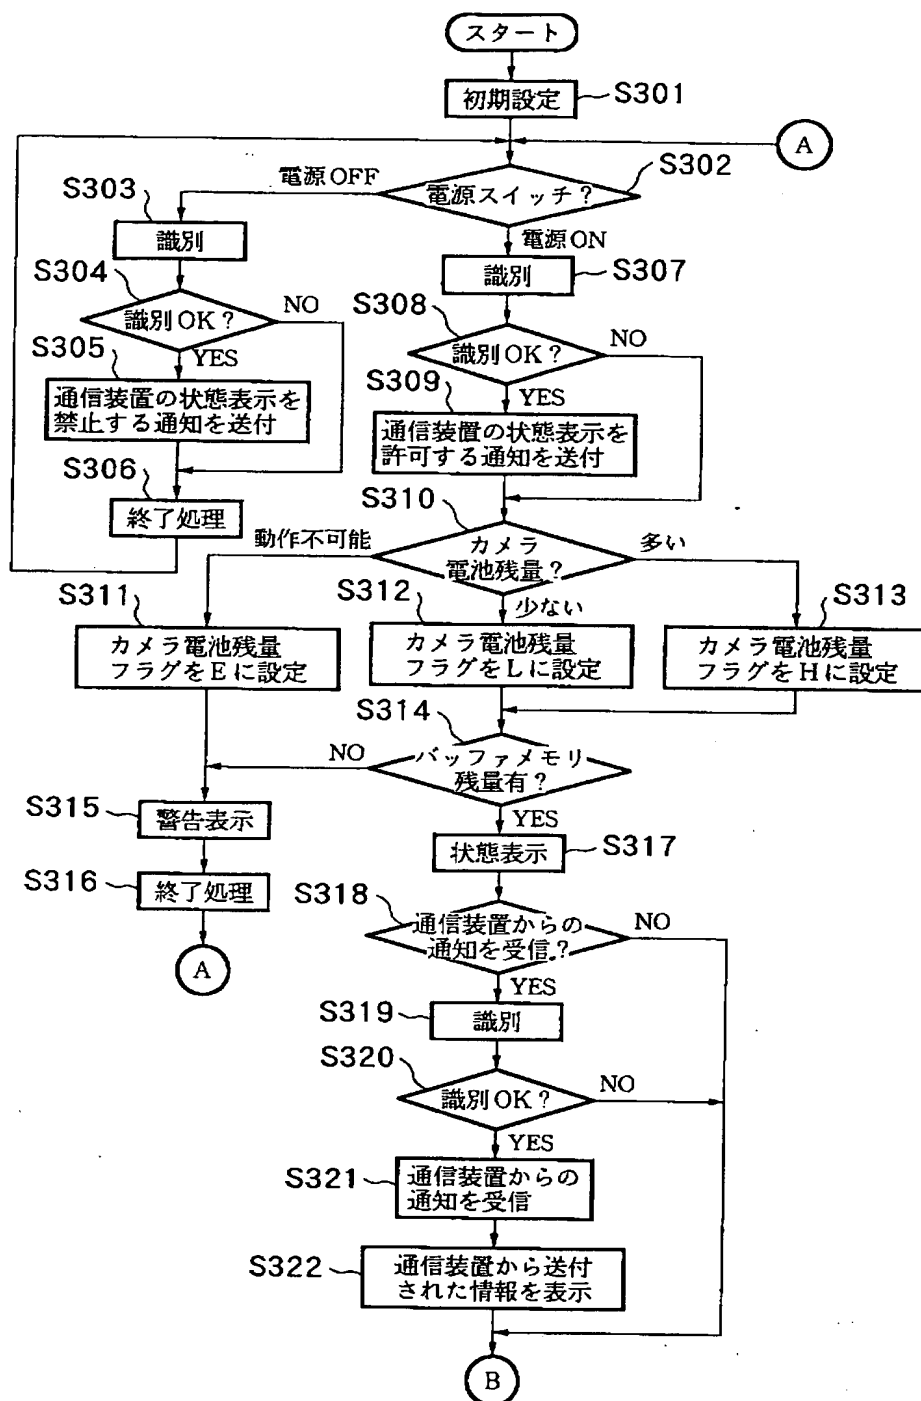 スタート
初期設定
S301
A
S302
電源スイッチ？
電源OFF
電源ON
S303
識別
S304
識別OK？
NO
YES
S305
通信装置の状態表示を
禁止する通知を送付
S306
終了処理
S307
識別
S308
識別OK？
NO
YES
S309
通信装置の状態表示を
許可する通知を送付
S310
カメラ
電池残量？
動作不可能
少ない
多い
S311
カメラ電池残量
フラグをEに設定
S312
カメラ電池残量
フラグをLに設定
S313
カメラ電池残量
フラグをHに設定
S314
バッファメモリ
残量有？
NO
YES
S315
警告表示
S316
終了処理
A
S317
状態表示
S318
通信装置からの
通知を受信？
NO
YES
S319
識別
S320
識別OK？
NO
YES
S321
通信装置からの
通知を受信
S322
通信装置から送付
された情報を表示
B